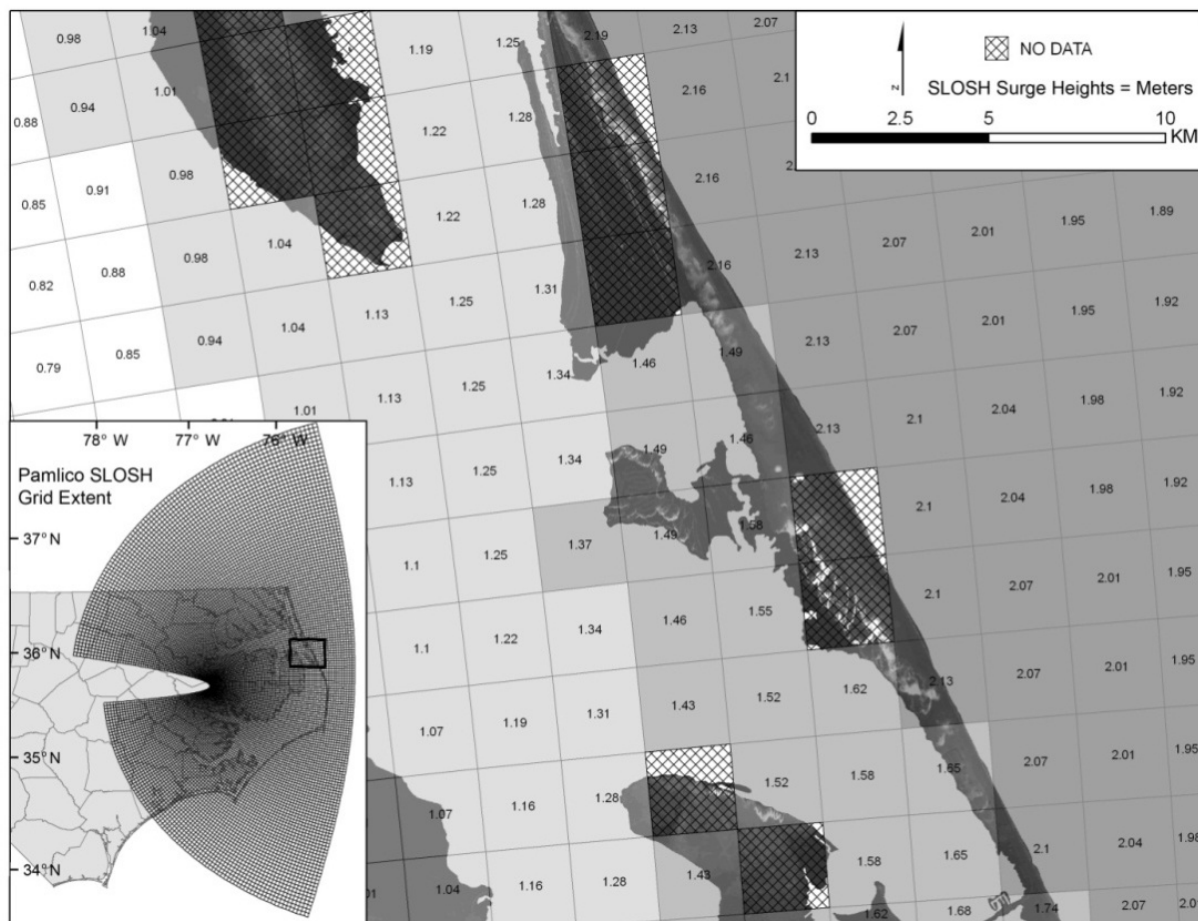 0.98 1.04 1.19 1.25 2.19 2.13 2.07
NO DATA
SLOSH Surge Heights = Meters
0 2.5 5 10
KM
N
0.88 0.94 1.01 1.22 1.28 2.16 2.1
0.85 0.91 0.98 1.22 1.28 2.16
0.82 0.88 0.98 1.04 1.25 1.31 2.16 2.13 2.07 2.01 1.95 1.89
0.79 0.85 0.94 1.04 1.13 1.25 1.34 1.46 1.49 2.13 2.07 2.01 1.95 1.92
1.01 1.13 1.25 1.34 1.49 1.46 2.13 2.1 2.04 1.98 1.92
1.13 1.25 1.37 1.49 1.58 2.1 2.04 1.98 1.92
1.1 1.25 1.34 1.46 1.55 2.1 2.07 2.01 1.95
1.1 1.22 1.31 1.43 1.52 1.62 2.13 2.07 2.01 1.95
1.07 1.19 1.28 1.52 1.58 1.65 2.07 2.01 1.95
1.07 1.16 1.28 1.43 1.58 1.65 2.1 2.04 1.98
1.04 1.16 1.62 1.68 1.74 2.07
78° W 77° W 76° W
Pamlico SLOSH
Grid Extent
37° N
36° N
35° N
34° N